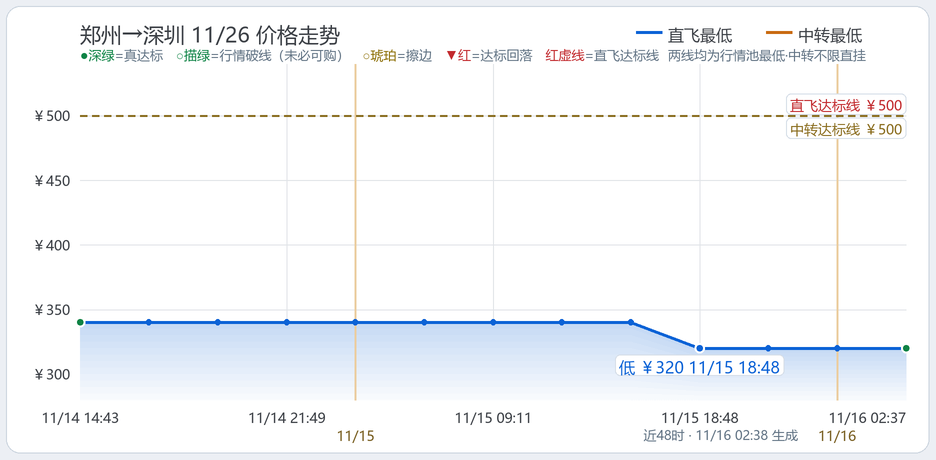 郑州→深圳 11/26 价格走势
直飞最低 中转最低
●深绿=真达标 ○描绿=行情破线（未必可购） ○琥珀=擦边 ▼红=达标回落 红虚线=直飞达标线 两线均为行情池最低·中转不限直挂
¥500
直飞达标线 ¥500
中转达标线 ¥500
¥450
¥400
¥350
¥300
低 ¥320 11/15 18:48
11/14 14:43 11/14 21:49 11/15 09:11 11/15 18:48 11/16 02:37
11/15 近48时 · 11/16 02:38 生成 11/16